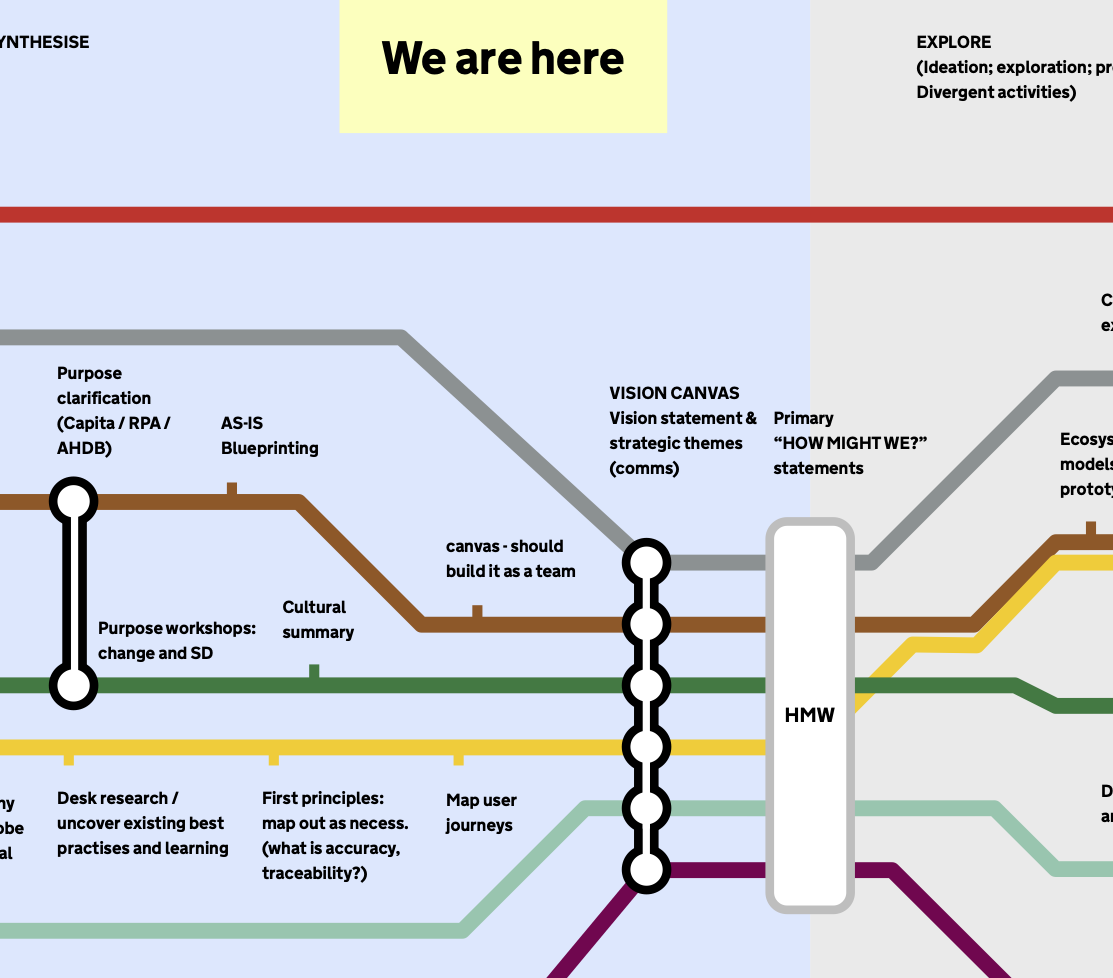 YNTHESISE
We are here
EXPLORE
(Ideation; exploration; pr
Divergent activities)
C
ex
Purpose
clarification
(Capita / RPA /
AHDB)
AS-IS
Blueprinting
VISION CANVAS
Vision statement &
strategic themes
(comms)
Primary
“HOW MIGHT WE?”
statements
Ecosys
models
prototy
canvas - should
build it as a team
Cultural
summary
Purpose workshops:
change and SD
HMW
ny
obe
al
Desk research /
uncover existing best
practises and learning
First principles:
map out as necess.
(what is accuracy,
traceability?)
Map user
journeys
D
ar